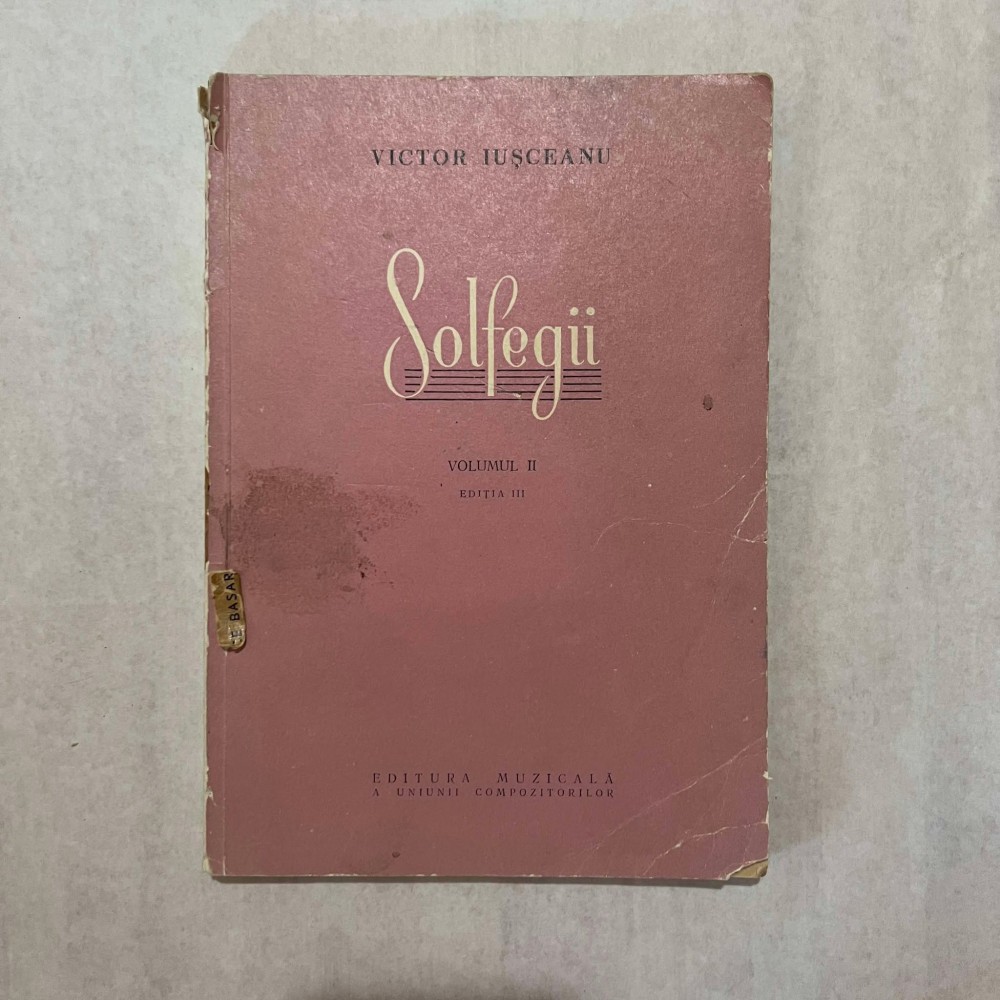 VICTOR IUȘCEANU
Solfegii
VOLUMUL II
EDIȚIA III
BASAR
EDITURA MUZICALĂ
A UNIUNII COMPOZITORILOR